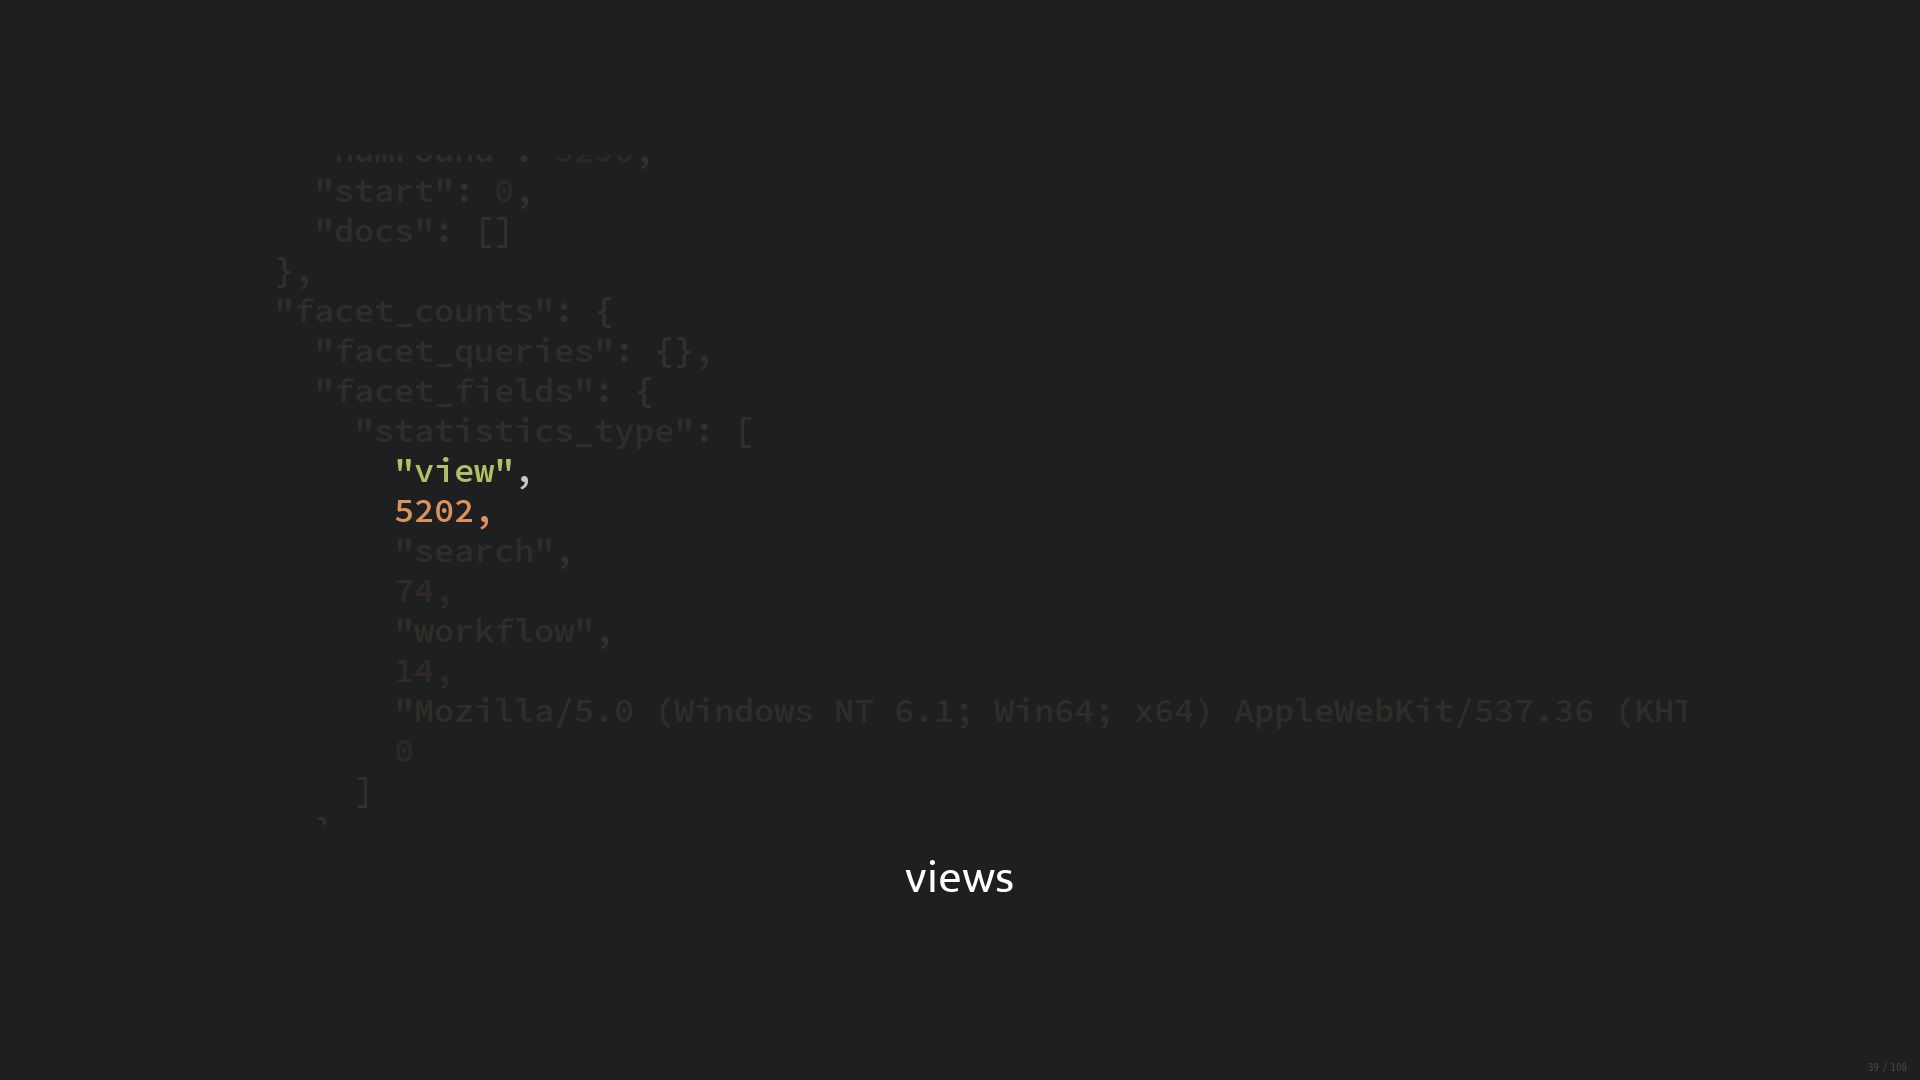 "start": 0,
"docs": []
},
"facet_counts": {
"facet_queries": {},
"facet_fields": {
"statistics_type": [
"view",
5202,
"search",
74,
"workflow",
14,
"Mozilla/5.0 (Windows NT 6.1; Win64; x64) AppleWebKit/537.36 (KHT
0
]
views
39 / 108